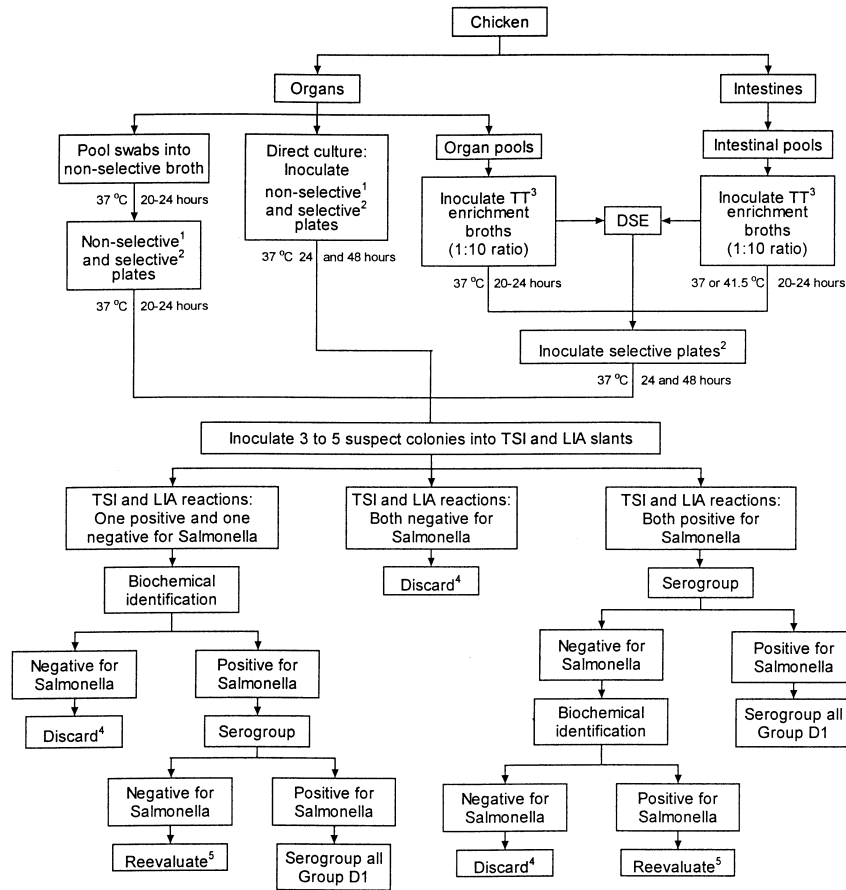 Chicken
Organs
Intestines
Pool swabs into
non-selective broth
Direct culture:
Inoculate
non-selective¹
and selective²
plates
Organ pools
Intestinal pools
37 °C 20-24 hours
Inoculate TT³
enrichment
broths
(1:10 ratio)
DSE
Inoculate TT³
enrichment
broths
(1:10 ratio)
Non-selective¹
and selective²
plates
37 °C 24 and 48 hours
37 °C 20-24 hours
37 or 41.5 °C 20-24 hours
37 °C 20-24 hours
Inoculate selective plates²
37 °C 24 and 48 hours
Inoculate 3 to 5 suspect colonies into TSI and LIA slants
TSI and LIA reactions:
One positive and one
negative for Salmonella
TSI and LIA reactions:
Both negative for
Salmonella
TSI and LIA reactions:
Both positive for
Salmonella
Biochemical
identification
Discard⁴
Serogroup
Negative for
Salmonella
Positive for
Salmonella
Negative for
Salmonella
Positive for
Salmonella
Discard⁴
Serogroup
Biochemical
identification
Serogroup all
Group D1
Negative for
Salmonella
Positive for
Salmonella
Negative for
Salmonella
Positive for
Salmonella
Reevaluate⁵
Serogroup all
Group D1
Discard⁴
Reevaluate⁵